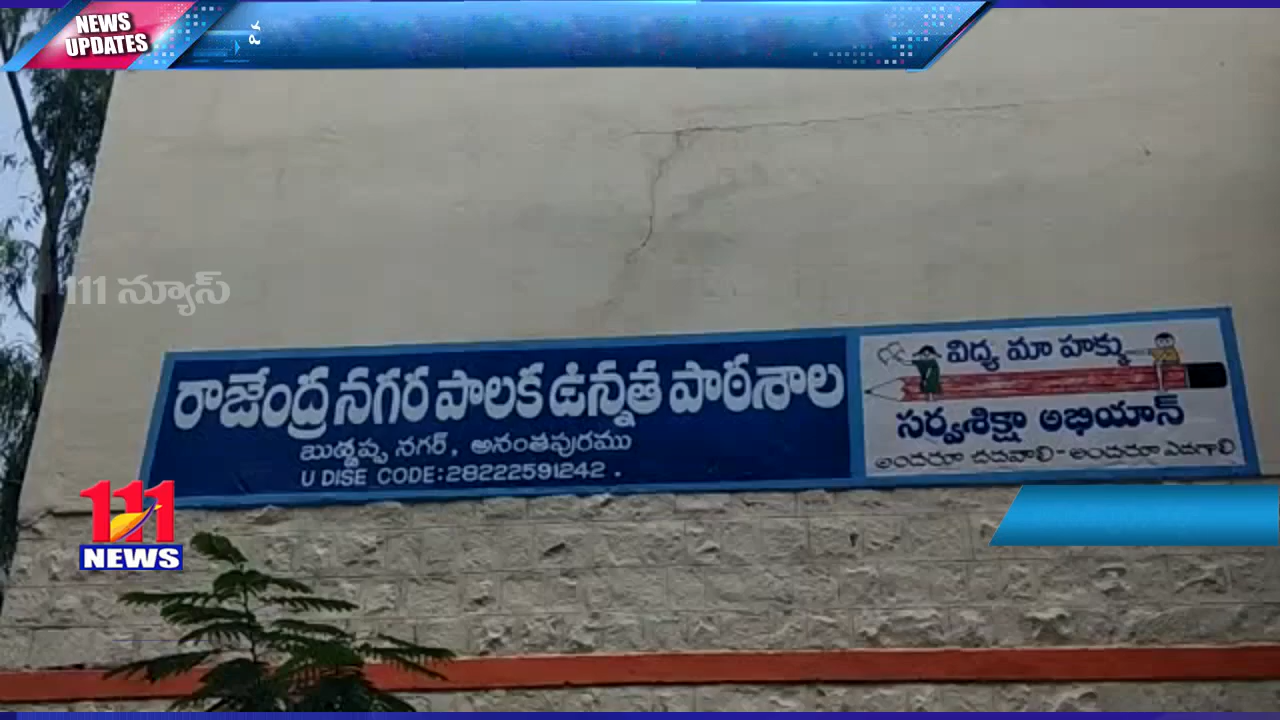 NEWS
UPDATES
111 న్యూస్
రాజేంద్ర నగర పాలక ఉన్నత పాఠశాల
బుడ్డప్ప నగర్, అనంతపురము
U DISE CODE:28222591242 .
విద్య మా హక్కు
సర్వశిక్షా అభియాన్
అందరూ చదవాలి - అందరూ ఎదగాలి
111
NEWS